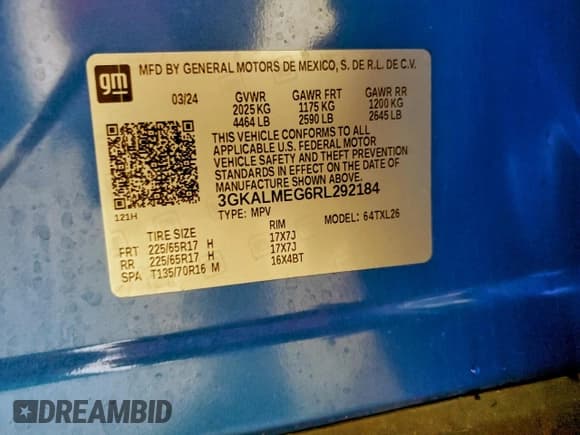 gm
MFD BY GENERAL MOTORS DE MEXICO, S. DE R.L. DE C.V.
03/24 GVWR GAWR FRT GAWR RR
2025 KG 1175 KG 1200 KG
4464 LB 2590 LB 2645 LB
THIS VEHICLE CONFORMS TO ALL
APPLICABLE U.S. FEDERAL MOTOR
VEHICLE SAFETY AND THEFT PREVENTION
STANDARDS IN EFFECT ON THE DATE OF
MANUFACTURE SHOWN ABOVE.
3GKALMEG6RL292184
121H
TYPE: MPV MODEL: 64TXL26
TIRE SIZE RIM
FRT 225/65R17 H 17X7J
RR 225/65R17 H 17X7J
SPA T135/70R16 M 16X4BT
DREAMBID